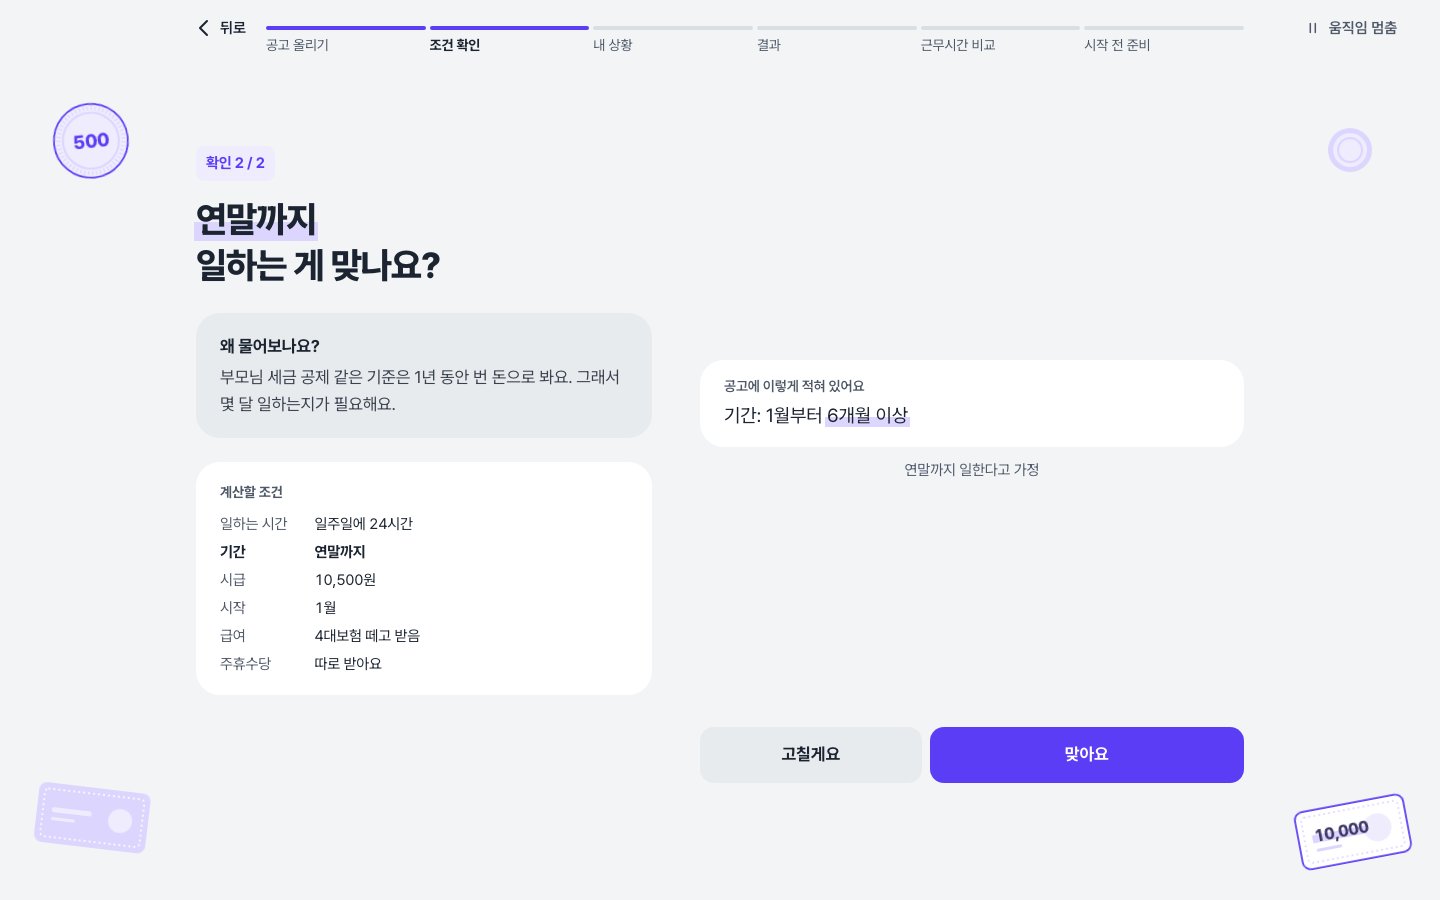 뒤로
공고 올리기
조건 확인
내 상황
결과
근무시간 비교
시작 전 준비
움직임 멈춤
500
확인 2 / 2
연말까지
일하는 게 맞나요?
왜 물어보나요?
부모님 세금 공제 같은 기준은 1년 동안 번 돈으로 봐요. 그래서
몇 달 일하는지가 필요해요.
공고에 이렇게 적혀 있어요
기간: 1월부터 6개월 이상
연말까지 일한다고 가정
계산할 조건
일하는 시간 일주일에 24시간
기간 연말까지
시급 10,500원
시작 1월
급여 4대보험 떼고 받음
주휴수당 따로 받아요
고칠게요
맞아요
10,000